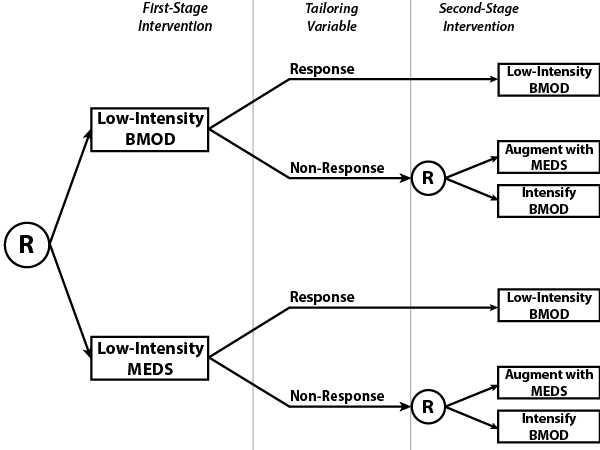 First-Stage
Intervention
Tailoring
Variable
Second-Stage
Intervention
Response
Low-Intensity
BMOD
Low-Intensity
BMOD
Augment with
MEDS
Non-Response
R
Intensify
BMOD
R
Response
Low-Intensity
BMOD
Low-Intensity
MEDS
Augment with
MEDS
Non-Response
R
Intensify
BMOD